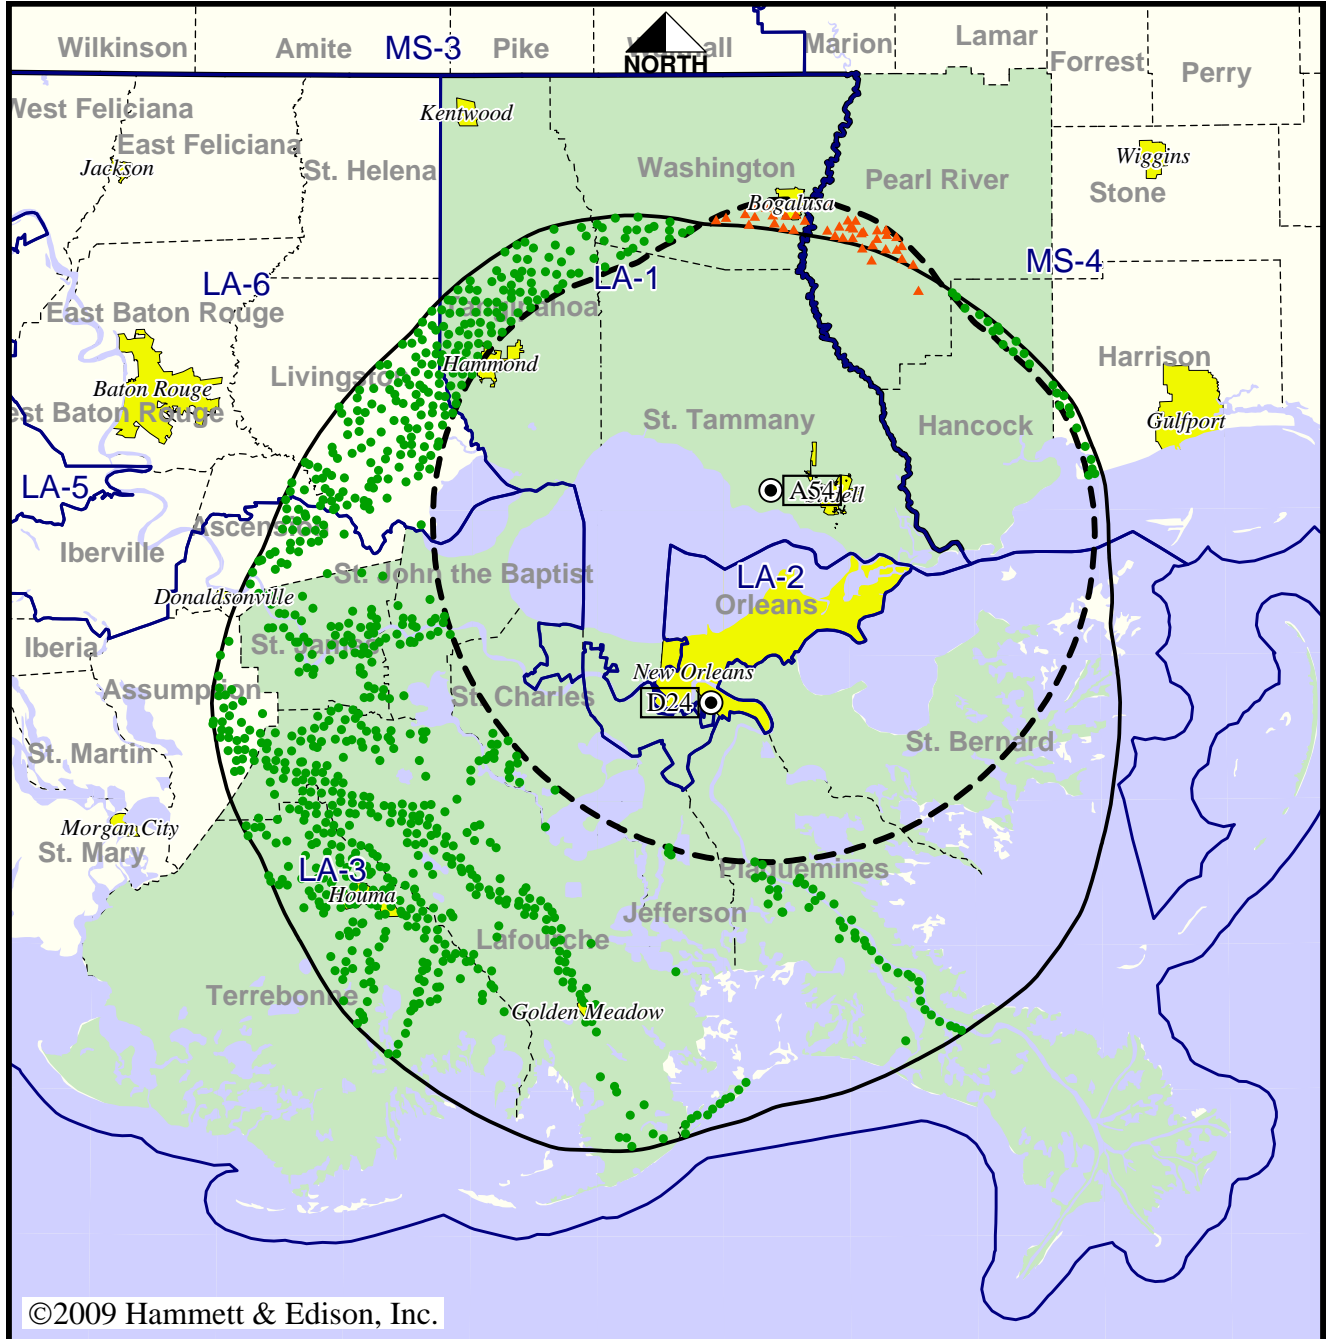 Wilkinson
Amite
MS-3
Pike
NORTH
Marion
Lamar
Forrest
Perry
West Feliciana
East Feliciana
Jackson
St. Helena
Kentwood
Washington
Bogalusa
Pearl River
Wiggins
Stone
LA-6
LA-1
MS-4
East Baton Rouge
Hammond
Baton Rouge
Harrison
Gulfport
St. Tammany
Hancock
LA-5
A54
Iberville
St. John the Baptist
LA-2
Orleans
Donaldsonville
Iberia
Assumption
New Orleans
D24
St. Charles
St. Martin
St. Bernard
Morgan City
St. Mary
LA-3
Houma
Plaquemines
Jefferson
Lafourche
Terrebonne
Golden Meadow
©2009 Hammett & Edison, Inc.